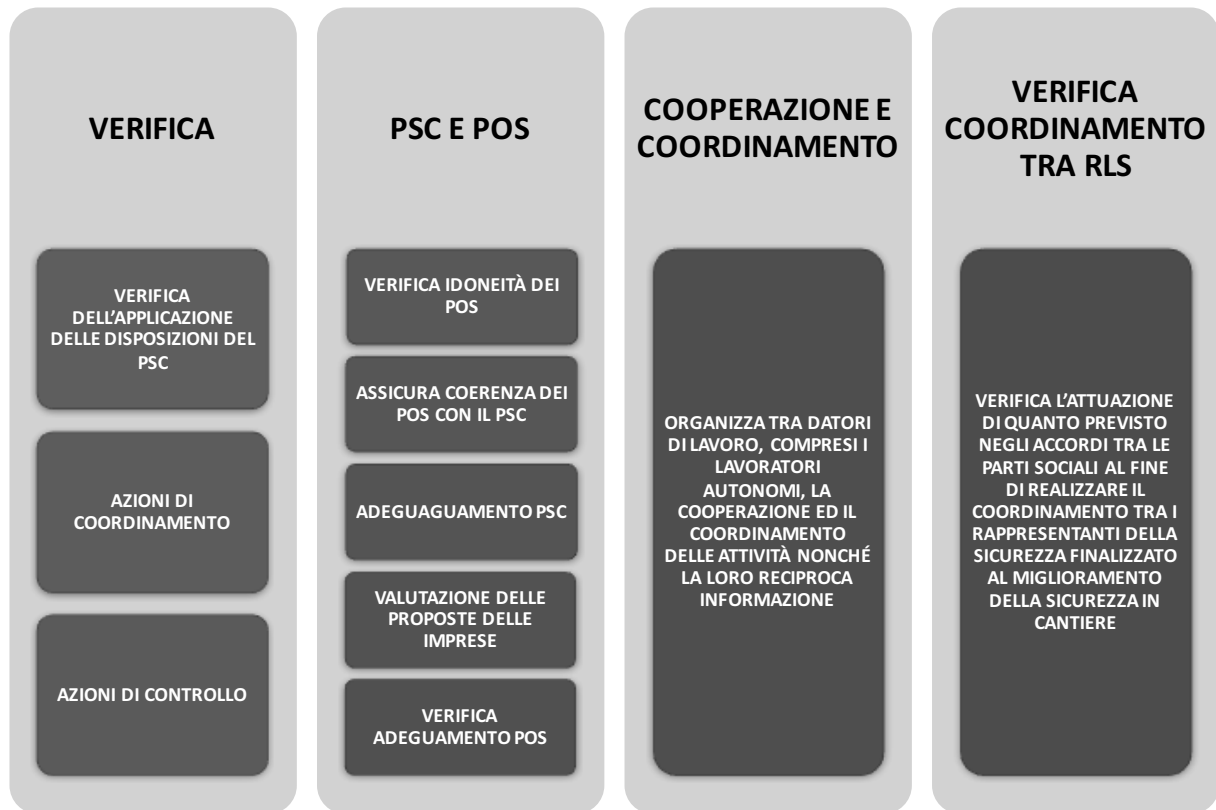 VERIFICA
VERIFICA
DELL'APPLICAZIONE
DELLE DISPOSIZIONI DEL
PSC
AZIONI DI
COORDINAMENTO
AZIONI DI CONTROLLO
PSC E POS
VERIFICA IDONEITÀ DEI
POS
ASSICURA COERENZA DEI
POS CON IL PSC
ADEGUAGUAMENTO PSC
VALUTAZIONE DELLE
PROPOSTE DELLE
IMPRESE
VERIFICA
ADEGUAMENTO POS
COOPERAZIONE E
COORDINAMENTO
ORGANIZZA TRA DATORI
DI LAVORO, COMPRESI I
LAVORATORI
AUTONOMI, LA
COOPERAZIONE ED IL
COORDINAMENTO
DELLE ATTIVITÀ NONCHÉ
LA LORO RECIPROCA
INFORMAZIONE
VERIFICA
COORDINAMENTO
TRA RLS
VERIFICA L'ATTUAZIONE
DI QUANTO PREVISTO
NEGLI ACCORDI TRA LE
PARTI SOCIALI AL FINE
DI REALIZZARE IL
COORDINAMENTO TRA I
RAPPRESENTANTI DELLA
SICUREZZA FINALIZZATO
AL MIGLIORAMENTO
DELLA SICUREZZA IN
CANTIERE